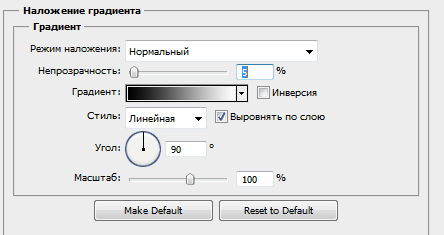 Наложение градиента
Градиент
Режим наложения: Нормальный
Непрозрачность: 5 %
Градиент: Инверсия
Стиль: Линейная Выровнять по слою
Угол: 90 °
Масштаб: 100 %
Make Default Reset to Default